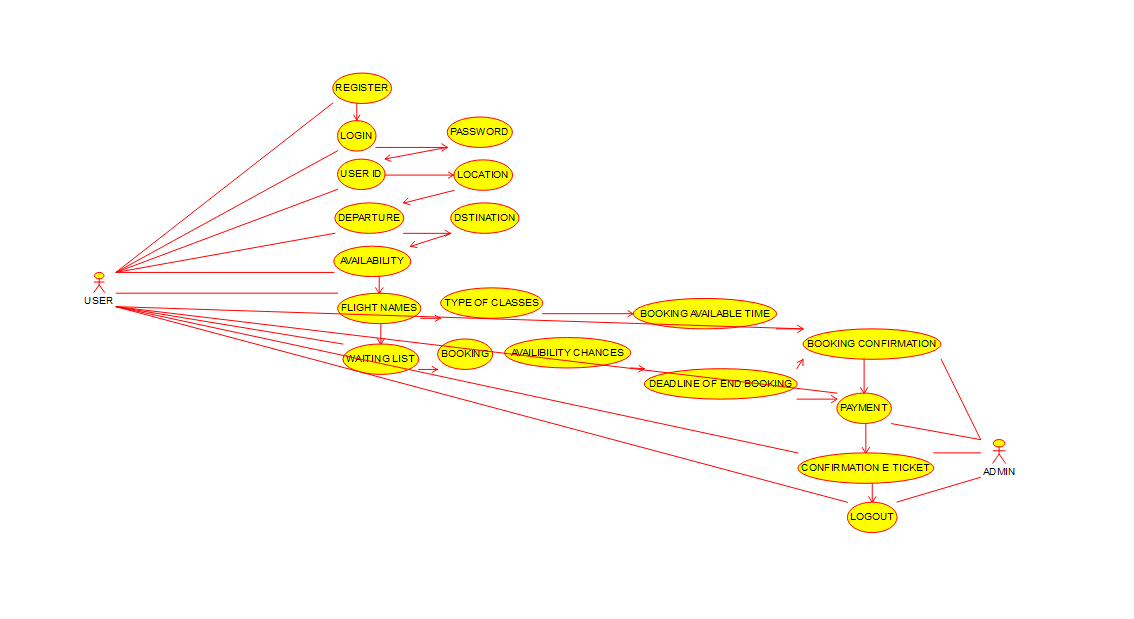 REGISTER
LOGIN
PASSWORD
USER ID
LOCATION
DEPARTURE
DSTINATION
AVAILABILITY
USER
FLIGHT NAMES
TYPE OF CLASSES
BOOKING AVAILABLE TIME
BOOKING CONFIRMATION
WAITING LIST
BOOKING
AVAILIBILITY CHANCES
DEADLINE OF END BOOKING
PAYMENT
CONFIRMATION E TICKET
ADMIN
LOGOUT